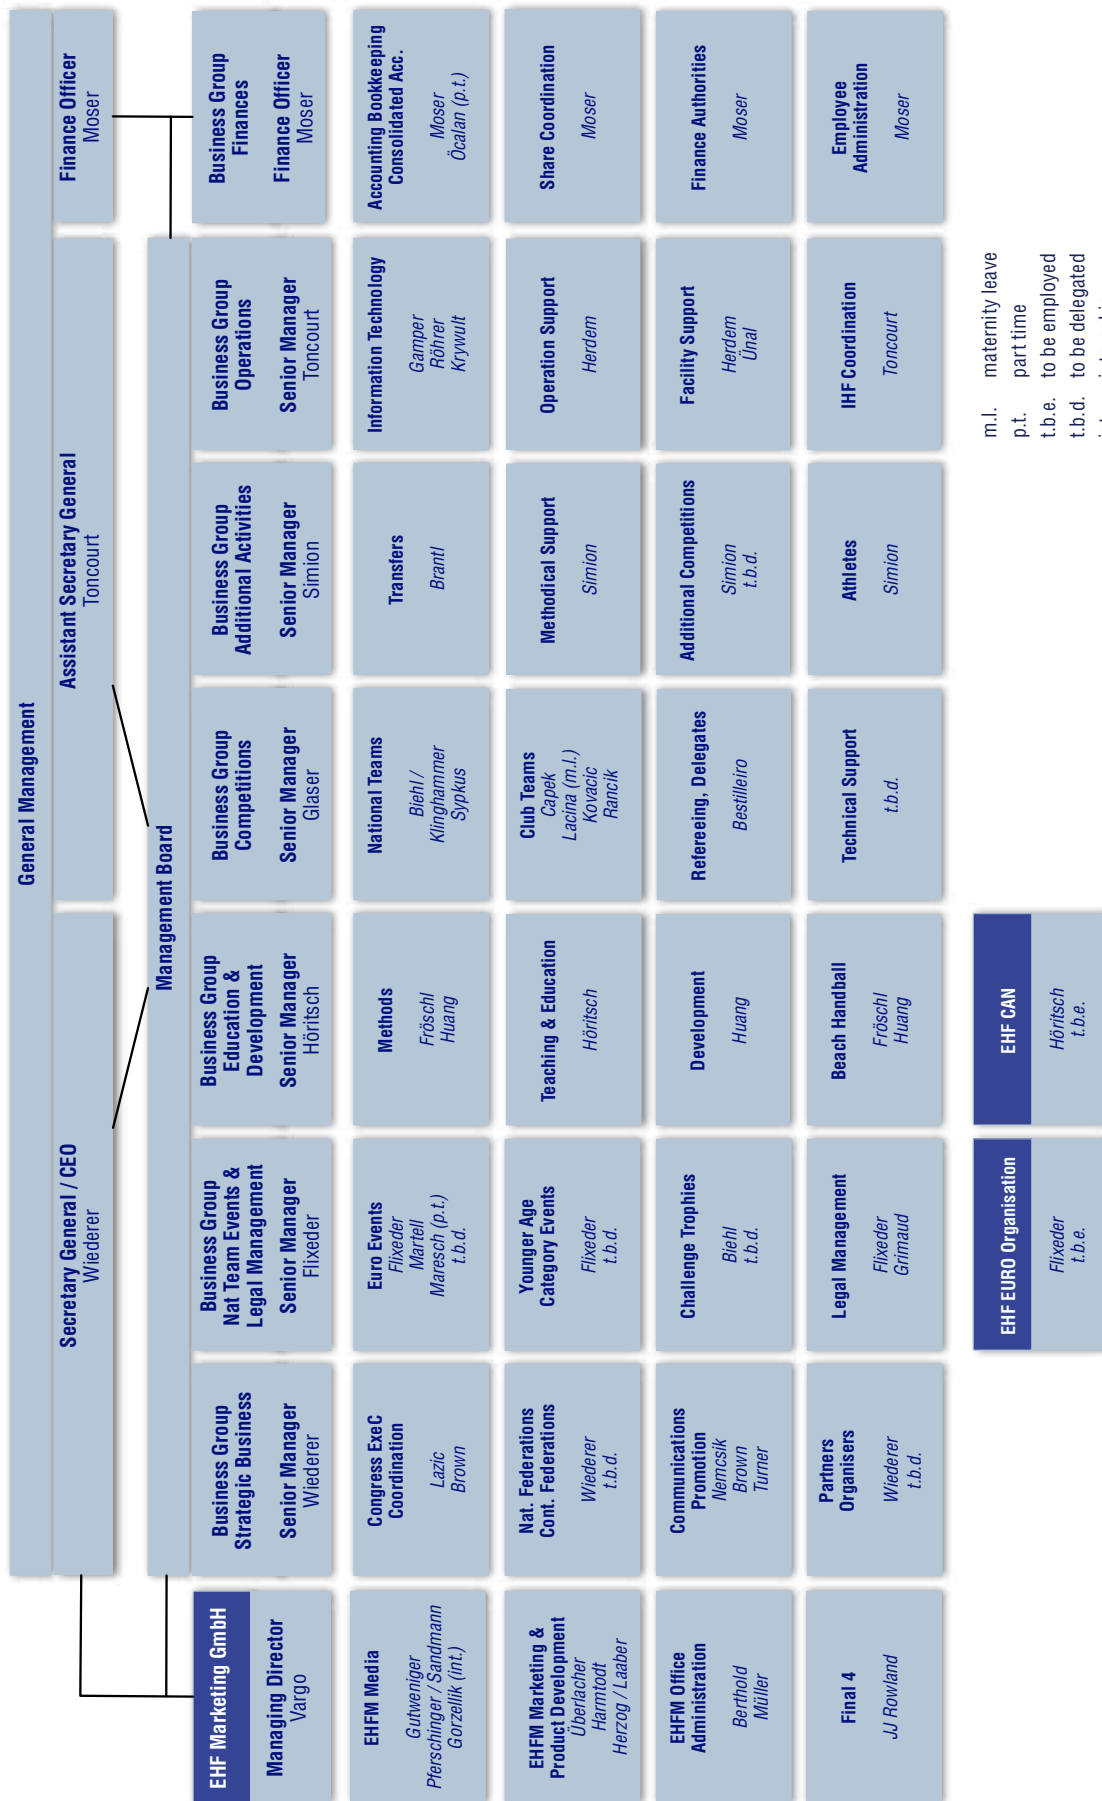 General Management
Secretary General / CEO
Wiederer
Assistant Secretary General
Toncourt
Finance Officer
Moser
Management Board
EHF Marketing GmbH
Managing Director
Vargo
Business Group
Strategic Business
Senior Manager
Wiederer
Business Group
Nat Team Events &
Legal Management
Senior Manager
Flixeder
Business Group
Education &
Development
Senior Manager
Höritsch
Business Group
Competitions
Senior Manager
Glaser
Business Group
Additional Activities
Senior Manager
Simion
Business Group
Operations
Senior Manager
Toncourt
Business Group
Finances
Finance Officer
Moser
EHFM Media
Gutweniger
Pferschinger / Sandmann
Gorzellik (int.)
Congress ExeC
Coordination
Lazic
Brown
Euro Events
Flixeder
Martell
Maresch (p.t.)
t.b.d.
Methods
Fröschl
Huang
National Teams
Biehl /
Klinghammer
Sypkus
Transfers
Brantl
Information Technology
Gamper
Röhrer
Krywult
Accounting Bookkeeping
Consolidated Acc.
Moser
Öcalan (p.t.)
EHFM Marketing &
Product Development
Überlacher
Harmtodt
Herzog / Laaber
Nat. Federations
Cont. Federations
Wiederer
t.b.d.
Younger Age
Category Events
Flixeder
t.b.d.
Teaching & Education
Höritsch
Club Teams
Capek
Lacina (m.l.)
Kovacic
Rancik
Methodical Support
Simion
Operation Support
Herdem
Share Coordination
Moser
EHFM Office
Administration
Berthold
Müller
Communications
Promotion
Nemcsik
Brown
Turner
Challenge Trophies
Biehl
t.b.d.
Development
Huang
Refereeing, Delegates
Bestilleiro
Additional Competitions
Simion
t.b.d.
Facility Support
Herdem
Ünal
Finance Authorities
Moser
Final 4
JJ Rowland
Partners
Organisers
Wiederer
t.b.d.
Legal Management
Flixeder
Grimaud
Beach Handball
Fröschl
Huang
Technical Support
t.b.d.
Athletes
Simion
IHF Coordination
Toncourt
Employee
Administration
Moser
EHF EURO Organisation
Flixeder
t.b.e.
EHF CAN
Höritsch
t.b.e.
m.l. maternity leave
p.t. part time
t.b.e. to be employed
t.b.d. to be delegated